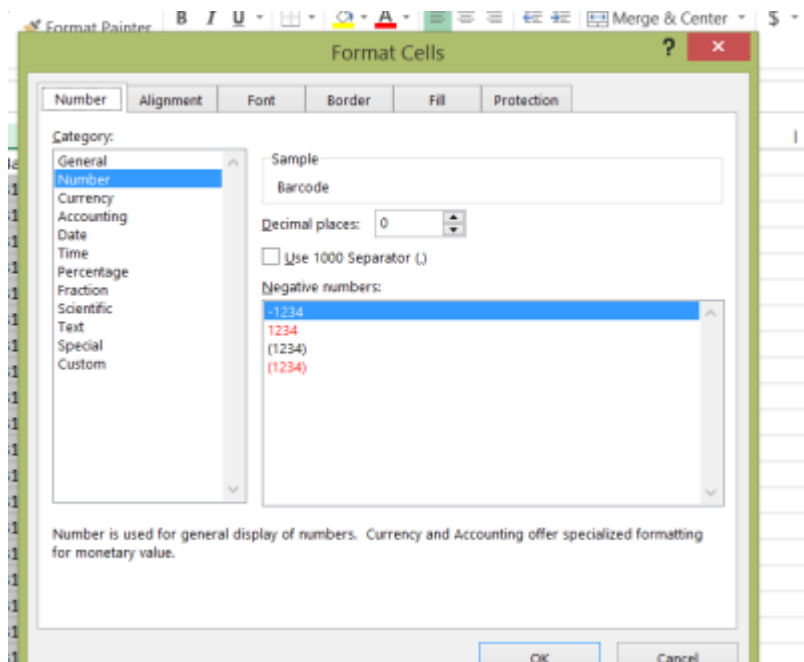 Format Painter
B I U A Merge & Center $
Format Cells ?
Number Alignment Font Border Fill Protection
Category:
General
Number
Currency
Accounting
Date
Time
Percentage
Fraction
Scientific
Text
Special
Custom
Sample
Barcode
Decimal places: 0
Use 1000 Separator (,)
Negative numbers:
-1234
1234
(1234)
(1234)
Number is used for general display of numbers. Currency and Accounting offer specialized formatting
for monetary value.
OK Cancel